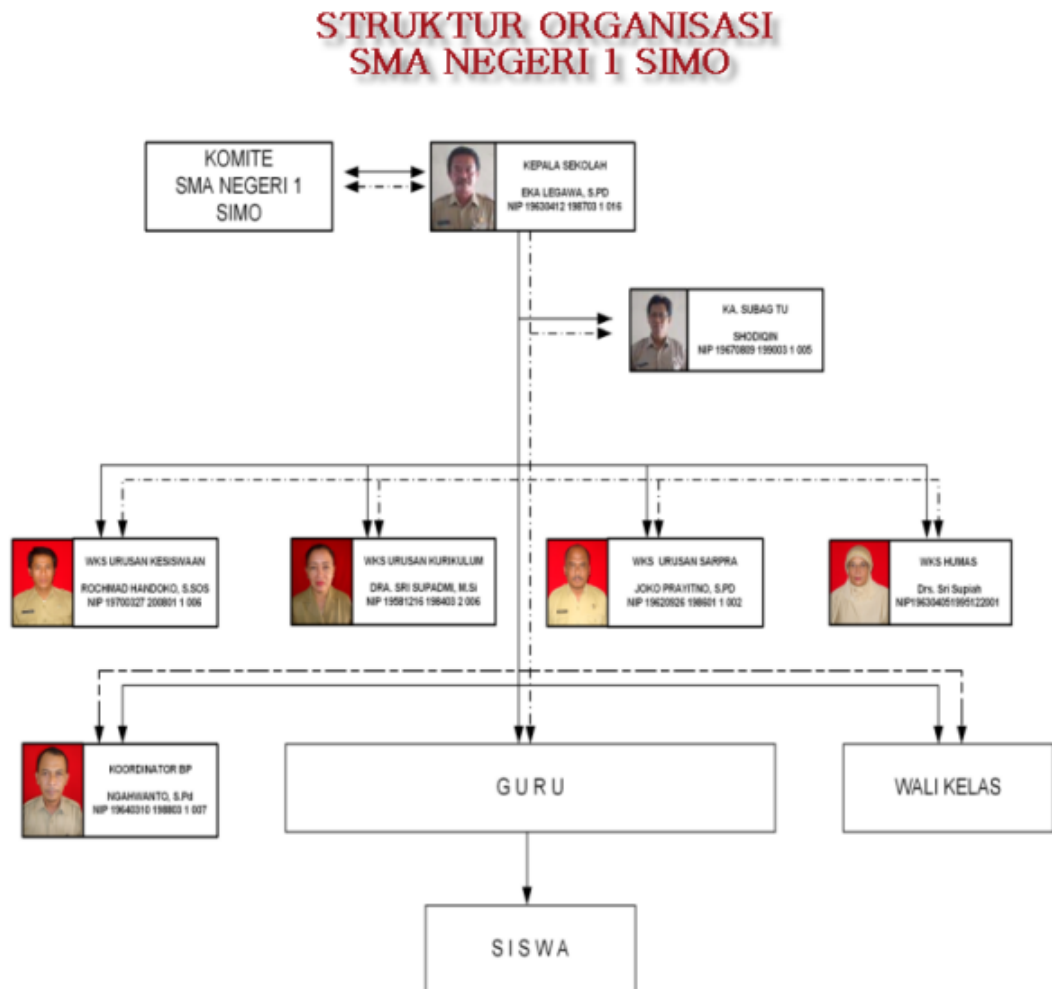 STRUKTUR ORGANISASI
SMA NEGERI 1 SIMO
KOMITE
SMA NEGERI 1
SIMO
KEPALA SEKOLAH
EKA LEGAWA, S.PD
NIP 19630412 198703 1 016
KA. SUBAG TU
SHODIQIN
NIP 19670809 199003 1 005
WKS URUSAN KESISWAAN
ROCHMAD HANDOKO, S.SOS
NIP 19700327 200801 1 006
WKS URUSAN KURIKULUM
DRA. SRI SUPADMI, M.Si
NIP 19581216 198403 2 006
WKS URUSAN SARPRA
JOKO PRAYITNO, S.PD
NIP 19620926 198601 1 002
WKS HUMAS
Drs. Sri Supiah
NIP196304051995122001
KOORDINATOR BP
NGAHWANTO, S.Pd
NIP 19640310 198803 1 007
G U R U
WALI KELAS
S I S W A